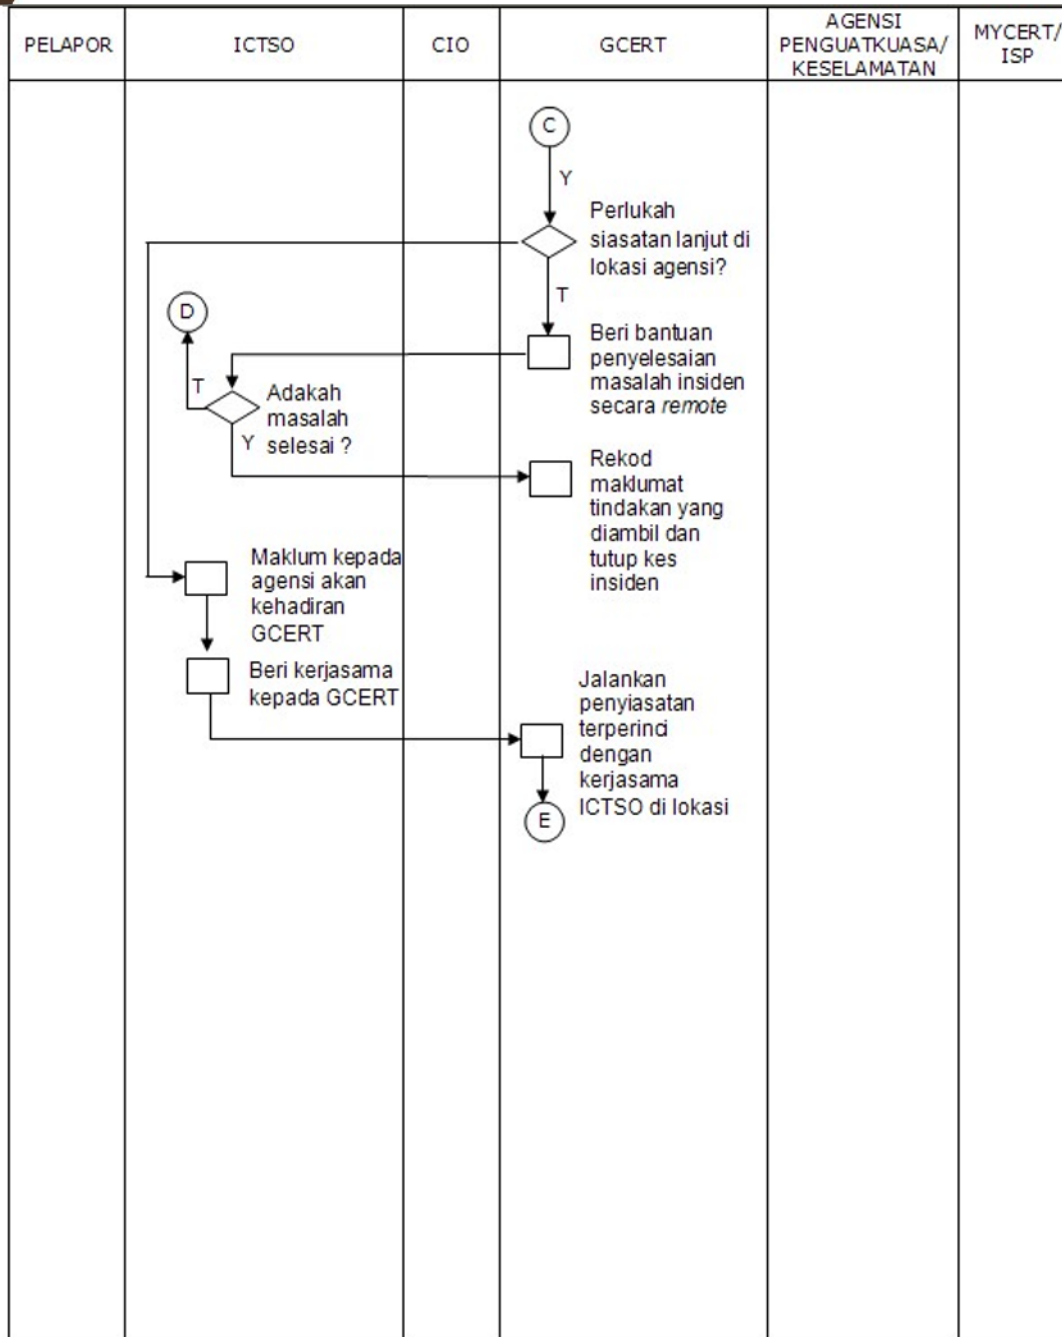 PELAPOR
ICTSO
CIO
GCERT
AGENSI
PENGUATKUASA/
KESELAMATAN
MYCERT/
ISP
C
Y
Perlukah
siasatan lanjut di
lokasi agensi?
T
D
Beri bantuan
penyelesaian
masalah insiden
secara remote
T
Adakah
masalah
selesai ?
Y
Rekod
maklumat
tindakan yang
diambil dan
tutup kes
insiden
Maklum kepada
agensi akan
kehadiran
GCERT
Beri kerjasama
kepada GCERT
Jalankan
penyiasatan
terperinci
dengan
kerjasama
ICTSO di lokasi
E